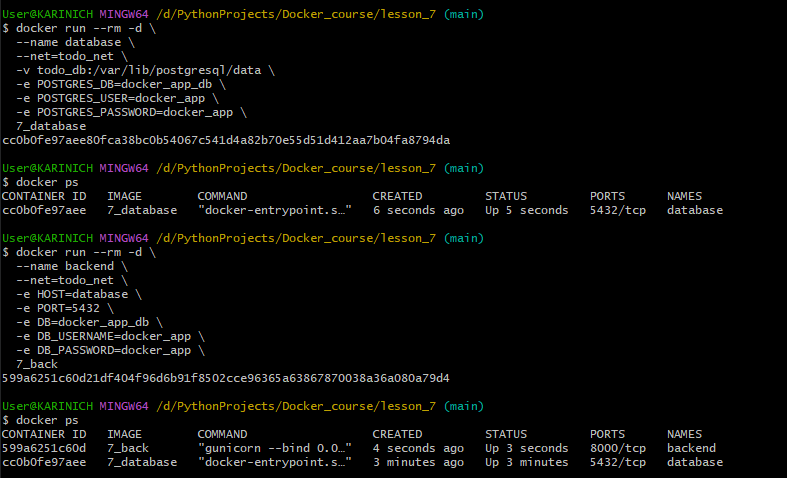 User@KARINICH MINGW64 /d/PythonProjects/Docker_course/lesson_7 (main)
$ docker run --rm -d \
  --name database \
  --net=todo_net \
  -v todo_db:/var/lib/postgresql/data \
  -e POSTGRES_DB=docker_app_db \
  -e POSTGRES_USER=docker_app \
  -e POSTGRES_PASSWORD=docker_app \
  7_database
cc0b0fe97aee80fca38bc0b54067c541d4a82b70e55d51d412aa7b04fa8794da

User@KARINICH MINGW64 /d/PythonProjects/Docker_course/lesson_7 (main)
$ docker ps
CONTAINER ID   IMAGE        COMMAND                  CREATED         STATUS         PORTS      NAMES
cc0b0fe97aee   7_database   "docker-entrypoint.s…"   6 seconds ago   Up 5 seconds   5432/tcp   database

User@KARINICH MINGW64 /d/PythonProjects/Docker_course/lesson_7 (main)
$ docker run --rm -d \
  --name backend \
  --net=todo_net \
  -e HOST=database \
  -e PORT=5432 \
  -e DB=docker_app_db \
  -e DB_USERNAME=docker_app \
  -e DB_PASSWORD=docker_app \
  7_back
599a6251c60d21df404f96d6b91f8502cce96365a63867870038a36a080a79d4

User@KARINICH MINGW64 /d/PythonProjects/Docker_course/lesson_7 (main)
$ docker ps
CONTAINER ID   IMAGE        COMMAND                  CREATED         STATUS         PORTS      NAMES
599a6251c60d   7_back       "gunicorn --bind 0.0…"   4 seconds ago   Up 3 seconds   8000/tcp   backend
cc0b0fe97aee   7_database   "docker-entrypoint.s…"   3 minutes ago   Up 3 minutes   5432/tcp   database